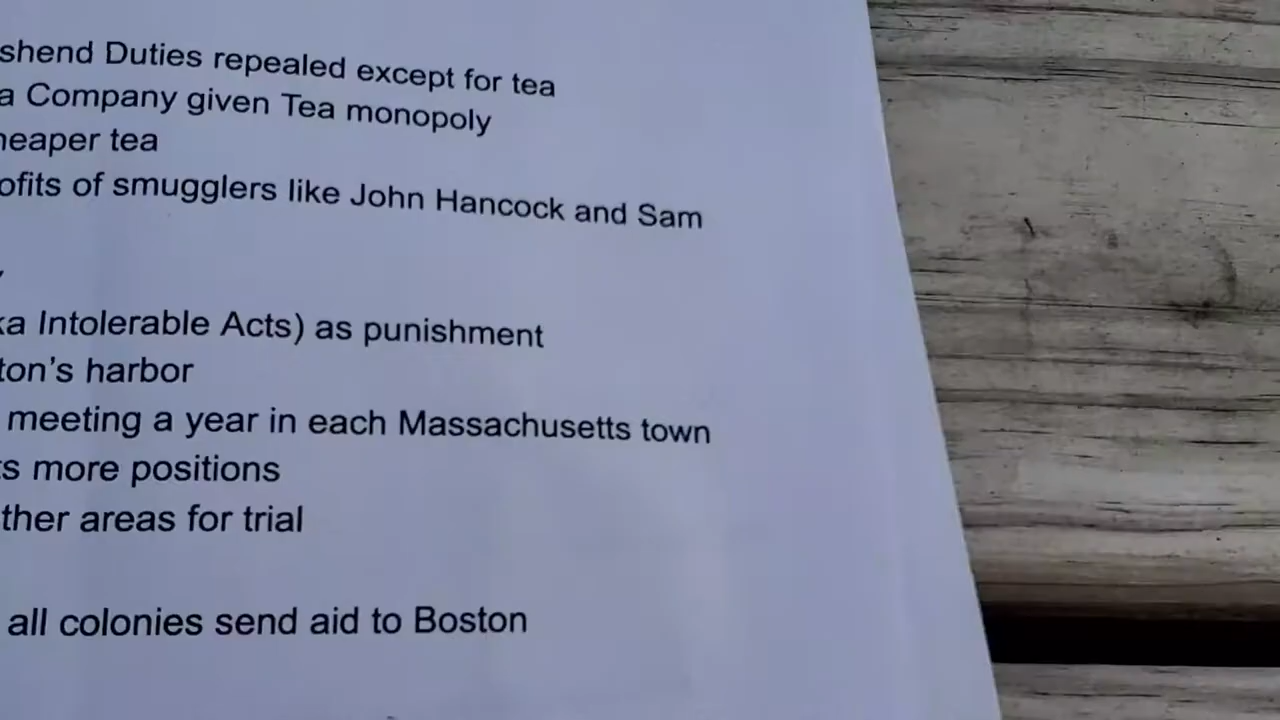 shend Duties repealed except for tea
a Company given Tea monopoly
heaper tea
ofits of smugglers like John Hancock and Sam
ka Intolerable Acts) as punishment
ton's harbor
meeting a year in each Massachusetts town
ts more positions
ther areas for trial
all colonies send aid to Boston